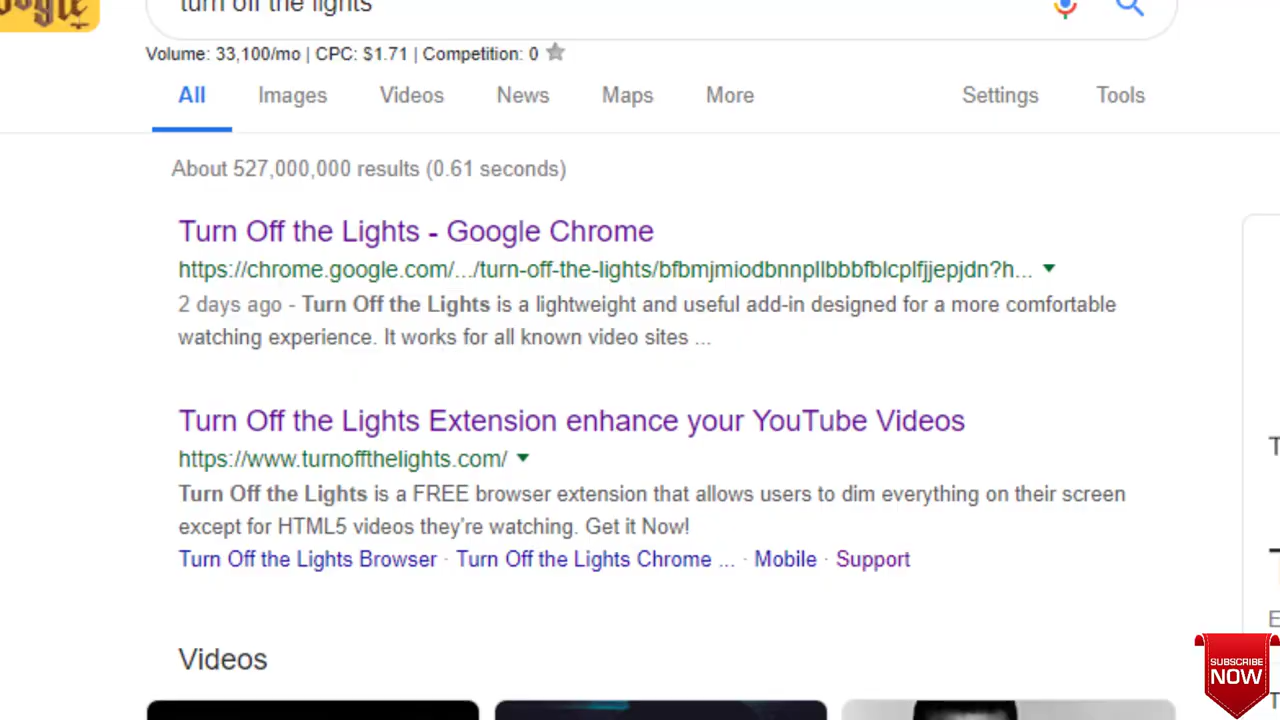 turn off the lights
Volume: 33,100/mo | CPC: $1.71 | Competition: 0
All Images Videos News Maps More Settings Tools
About 527,000,000 results (0.61 seconds)
Turn Off the Lights - Google Chrome
https://chrome.google.com/.../turn-off-the-lights/bfbmjmiodbnnpllbbbfblcplfjjepjdn?h...
2 days ago - Turn Off the Lights is a lightweight and useful add-in designed for a more comfortable
watching experience. It works for all known video sites ...
Turn Off the Lights Extension enhance your YouTube Videos
https://www.turnoffthelights.com/
Turn Off the Lights is a FREE browser extension that allows users to dim everything on their screen
except for HTML5 videos they're watching. Get it Now!
Turn Off the Lights Browser · Turn Off the Lights Chrome ... · Mobile · Support
Videos
SUBSCRIBE
NOW